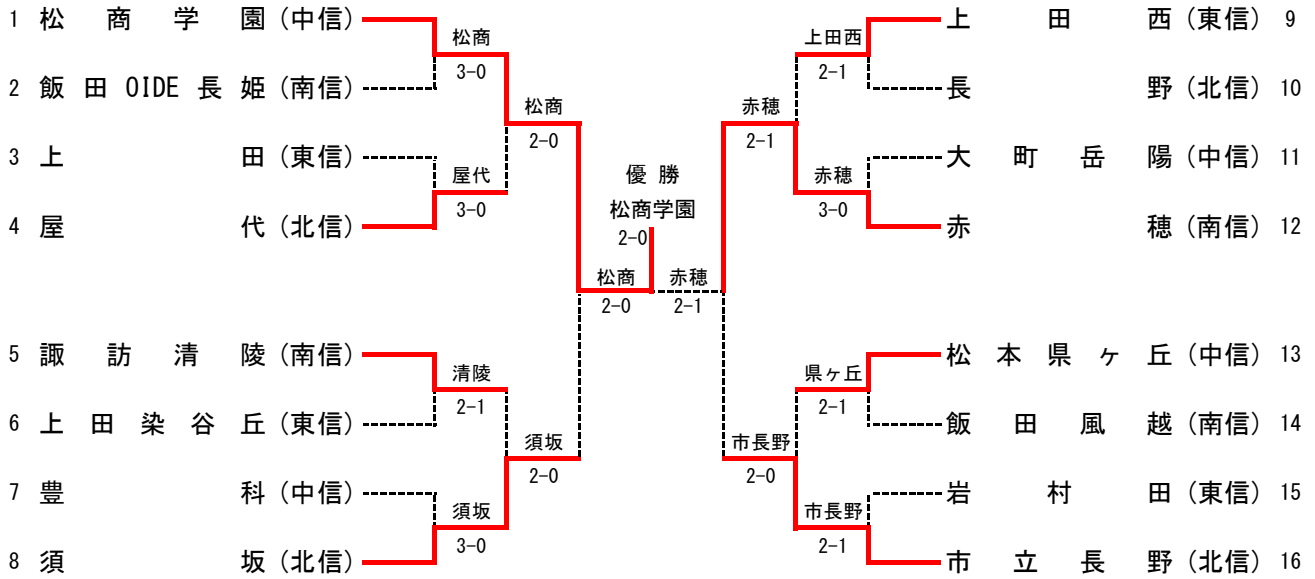 1 松商学園(中信)
松商
3-0
2 飯田OIDE長姫(南信)
松商
2-0
3 上田(東信)
屋代
3-0
4 屋代(北信)
5 諏訪清陵(南信)
清陵
2-1
6 上田染谷丘(東信)
須坂
2-0
7 豊科(中信)
須坂
3-0
8 須坂(北信)
優勝
松商学園
2-0
松商
2-0
赤穂
2-1
上田西(東信) 9
上田西
2-1
長野(北信) 10
赤穂
2-1
大町岳陽(中信) 11
赤穂
3-0
赤穂(南信) 12
松本県ヶ丘(中信) 13
県ヶ丘
2-1
飯田風越(南信) 14
市長野
2-0
岩村田(東信) 15
市長野
2-1
市立長野(北信) 16